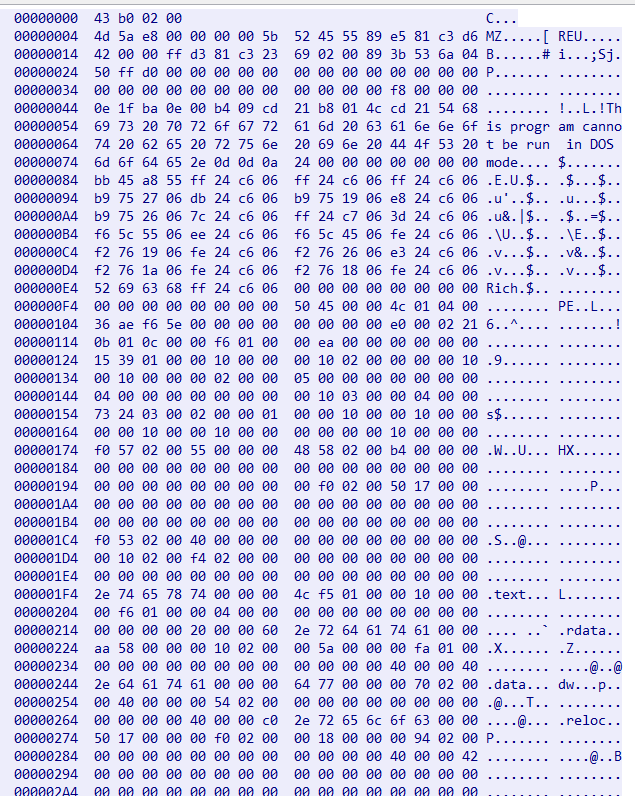 00000000 43 b0 02 00 C...
00000004 4d 5a e8 00 00 00 00 5b 52 45 55 89 e5 81 c3 d6 MZ.....[ REU.....
00000014 42 00 00 ff d3 81 c3 23 69 02 00 89 3b 53 6a 04 B......# i...;Sj.
00000024 50 ff d0 00 00 00 00 00 00 00 00 00 00 00 00 00 P....... ........
00000034 00 00 00 00 00 00 00 00 00 00 00 00 f8 00 00 00 ........ ........
00000044 0e 1f ba 0e 00 b4 09 cd 21 b8 01 4c cd 21 54 68 ........ !..L.!Th
00000054 69 73 20 70 72 6f 67 72 61 6d 20 63 61 6e 6e 6f is progr am canno
00000064 74 20 62 65 20 72 75 6e 20 69 6e 20 44 4f 53 20 t be run  in DOS
00000074 6d 6f 64 65 2e 0d 0d 0a 24 00 00 00 00 00 00 00 mode.... $.......
00000084 bb 45 a8 55 ff 24 c6 06 ff 24 c6 06 ff 24 c6 06 .E.U.$.. .$...$..
00000094 b9 75 27 06 db 24 c6 06 b9 75 19 06 e8 24 c6 06 .u'..$.. .u...$..
000000A4 b9 75 26 06 7c 24 c6 06 ff 24 c7 06 3d 24 c6 06 .u&.|$.. .$..=$..
000000B4 f6 5c 55 06 ee 24 c6 06 f6 5c 45 06 fe 24 c6 06 .\U..$.. .\E..$..
000000C4 f2 76 19 06 fe 24 c6 06 f2 76 26 06 e3 24 c6 06 .v...$.. .v&..$..
000000D4 f2 76 1a 06 fe 24 c6 06 f2 76 18 06 fe 24 c6 06 .v...$.. .v...$..
000000E4 52 69 63 68 ff 24 c6 06 00 00 00 00 00 00 00 00 Rich.$.. ........
000000F4 00 00 00 00 00 00 00 00 50 45 00 00 4c 01 04 00 ........ PE..L...
00000104 36 ae f6 5e 00 00 00 00 00 00 00 00 e0 00 02 21 6..^.... .......!
00000114 0b 01 0c 00 00 f6 01 00 00 ea 00 00 00 00 00 00 ........ ........
00000124 15 39 01 00 00 10 00 00 00 10 02 00 00 00 00 10 .9...... ........
00000134 00 10 00 00 00 02 00 00 05 00 00 00 00 00 00 00 ........ ........
00000144 04 00 00 00 00 00 00 00 00 10 03 00 00 04 00 00 ........ ........
00000154 73 24 03 00 02 00 00 01 00 00 10 00 00 10 00 00 s$...... ........
00000164 00 00 10 00 00 10 00 00 00 00 00 00 10 00 00 00 ........ ........
00000174 f0 57 02 00 55 00 00 00 48 58 02 00 b4 00 00 00 .W..U... HX......
00000184 00 00 00 00 00 00 00 00 00 00 00 00 00 00 00 00 ........ ........
00000194 00 00 00 00 00 00 00 00 00 f0 02 00 50 17 00 00 ........ ....P...
000001A4 00 00 00 00 00 00 00 00 00 00 00 00 00 00 00 00 ........ ........
000001B4 00 00 00 00 00 00 00 00 00 00 00 00 00 00 00 00 ........ ........
000001C4 f0 53 02 00 40 00 00 00 00 00 00 00 00 00 00 00 .S..@... ........
000001D4 00 10 02 00 f4 02 00 00 00 00 00 00 00 00 00 00 ........ ........
000001E4 00 00 00 00 00 00 00 00 00 00 00 00 00 00 00 00 ........ ........
000001F4 2e 74 65 78 74 00 00 00 4c f5 01 00 00 10 00 00 .text... L.......
00000204 00 f6 01 00 00 04 00 00 00 00 00 00 00 00 00 00 ........ ........
00000214 00 00 00 00 20 00 00 60 2e 72 64 61 74 61 00 00 .... ..` .rdata..
00000224 aa 58 00 00 00 10 02 00 00 5a 00 00 00 fa 01 00 .X...... .Z......
00000234 00 00 00 00 00 00 00 00 00 00 00 00 40 00 00 40 ........ ....@..@
00000244 2e 64 61 74 61 00 00 00 64 77 00 00 00 70 02 00 .data... dw...p..
00000254 00 40 00 00 00 54 02 00 00 00 00 00 00 00 00 00 .@...T.. ........
00000264 00 00 00 00 40 00 00 c0 2e 72 65 6c 6f 63 00 00 ....@... .reloc..
00000274 50 17 00 00 00 f0 02 00 00 18 00 00 00 94 02 00 P....... ........
00000284 00 00 00 00 00 00 00 00 00 00 00 00 40 00 00 42 ........ ....@..B
00000294 00 00 00 00 00 00 00 00 00 00 00 00 00 00 00 00 ........ ........
000002A4 00 00 00 00 00 00 00 00 00 00 00 00 00 00 00 00 ........ ........